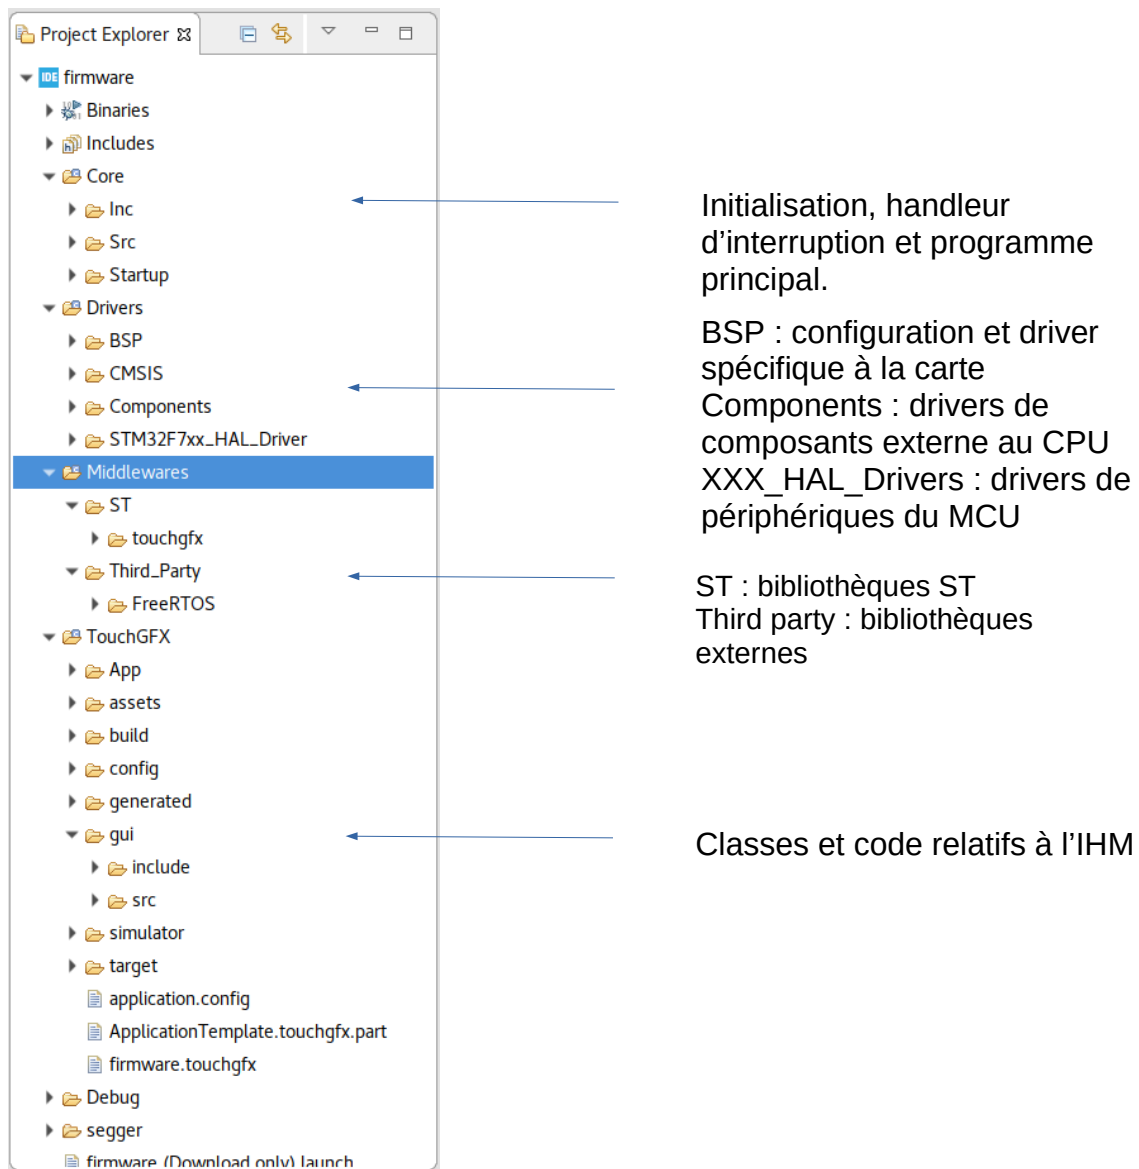 Project Explorer
firmware
Binaries
Includes
Core
Inc
Src
Startup
Drivers
BSP
CMSIS
Components
STM32F7xx_HAL_Driver
Middlewares
ST
touchgfx
Third_Party
FreeRTOS
TouchGFX
App
assets
build
config
generated
gui
include
src
simulator
target
application.config
ApplicationTemplate.touchgfx.part
firmware.touchgfx
Debug
segger
firmware (Download only).launch
Initialisation, handleur
d’interruption et programme
principal.
BSP : configuration et driver
spécifique à la carte
Components : drivers de
composants externe au CPU
XXX_HAL_Drivers : drivers de
périphériques du MCU
ST : bibliothèques ST
Third party : bibliothèques
externes
Classes et code relatifs à l’IHM